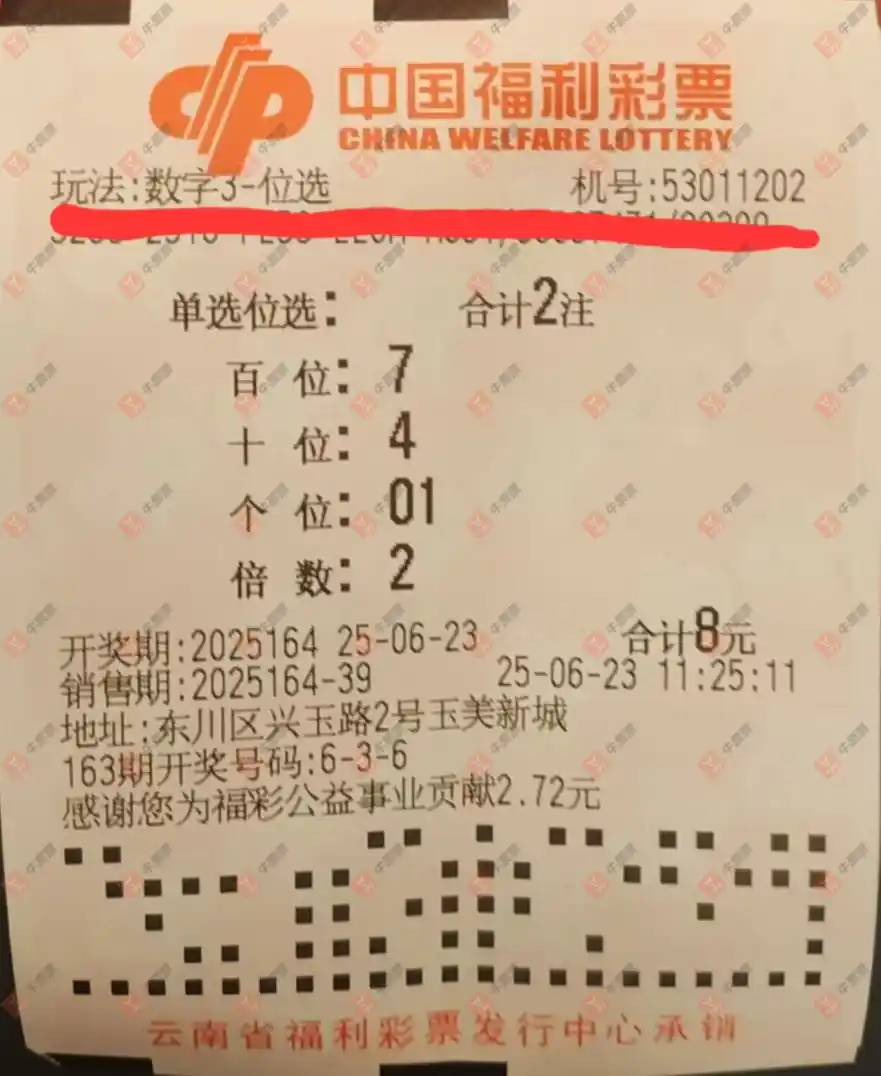 中国福利彩票
CHINA WELFARE LOTTERY
玩法:数字3-位选 机号:53011202
单选位选: 合计2注
百位: 7
十位: 4
个位: 01
倍数: 2
开奖期:2025164 25-06-23 合计8元
销售期:2025164-39 25-06-23 11:25:11
地址:东川区兴玉路2号玉美新城
163期开奖号码:6-3-6
感谢您为福彩公益事业贡献2.72元
云南省福利彩票发行中心承销